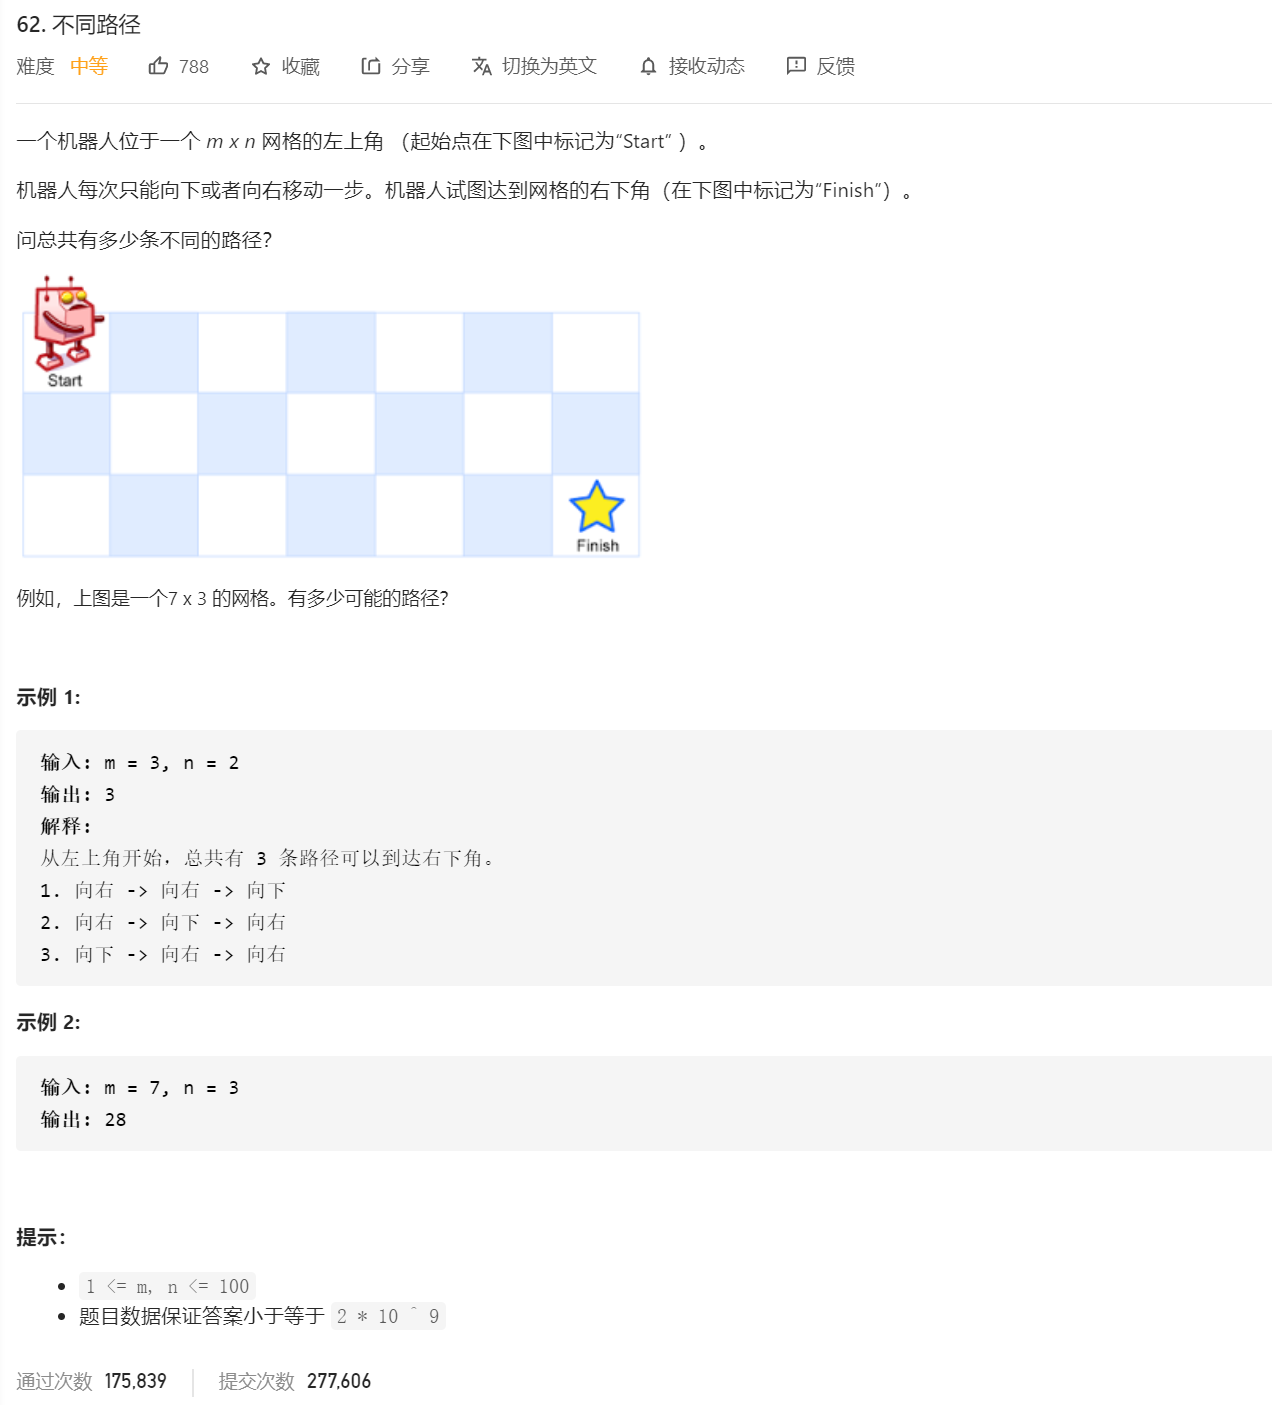 62. 不同路径
难度 中等 788 收藏 分享 切换为英文 接收动态 反馈
一个机器人位于一个 m x n 网格的左上角 （起始点在下图中标记为“Start” ）。
机器人每次只能向下或者向右移动一步。机器人试图达到网格的右下角（在下图中标记为“Finish”）。
问总共有多少条不同的路径？
Start
Finish
例如，上图是一个7 x 3 的网格。有多少可能的路径？
示例 1:
输入: m = 3, n = 2
输出: 3
解释:
从左上角开始，总共有 3 条路径可以到达右下角。
1. 向右 -> 向右 -> 向下
2. 向右 -> 向下 -> 向右
3. 向下 -> 向右 -> 向右
示例 2:
输入: m = 7, n = 3
输出: 28
提示：
1 <= m, n <= 100
题目数据保证答案小于等于 2 * 10 ^ 9
通过次数 175,839 提交次数 277,606